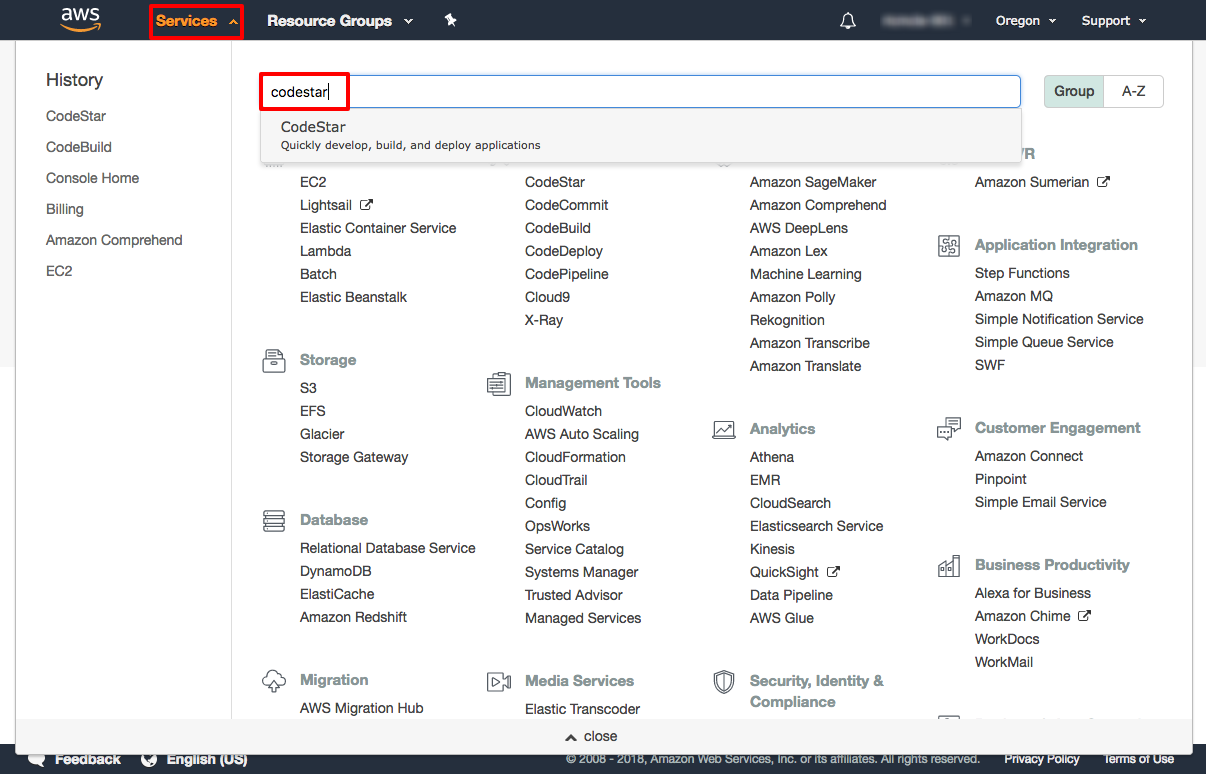 aws
Services
Resource Groups
Oregon
Support
History
CodeStar
CodeBuild
Console Home
Billing
Amazon Comprehend
EC2
codestar
Group
A-Z
CodeStar
Quickly develop, build, and deploy applications
EC2
Lightsail
Elastic Container Service
Lambda
Batch
Elastic Beanstalk
Storage
S3
EFS
Glacier
Storage Gateway
Database
Relational Database Service
DynamoDB
ElastiCache
Amazon Redshift
Migration
AWS Migration Hub
CodeStar
CodeCommit
CodeBuild
CodeDeploy
CodePipeline
Cloud9
X-Ray
Management Tools
CloudWatch
AWS Auto Scaling
CloudFormation
CloudTrail
Config
OpsWorks
Service Catalog
Systems Manager
Trusted Advisor
Managed Services
Media Services
Elastic Transcoder
Amazon SageMaker
Amazon Comprehend
AWS DeepLens
Amazon Lex
Machine Learning
Amazon Polly
Rekognition
Amazon Transcribe
Amazon Translate
Analytics
Athena
EMR
CloudSearch
Elasticsearch Service
Kinesis
QuickSight
Data Pipeline
AWS Glue
Security, Identity &
Compliance
Amazon Sumerian
Application Integration
Step Functions
Amazon MQ
Simple Notification Service
Simple Queue Service
SWF
Customer Engagement
Amazon Connect
Pinpoint
Simple Email Service
Business Productivity
Alexa for Business
Amazon Chime
WorkDocs
WorkMail
close
Feedback
English (US)
© 2008 - 2018, Amazon Web Services, Inc. or its affiliates. All rights reserved.
Privacy Policy
Terms of Use